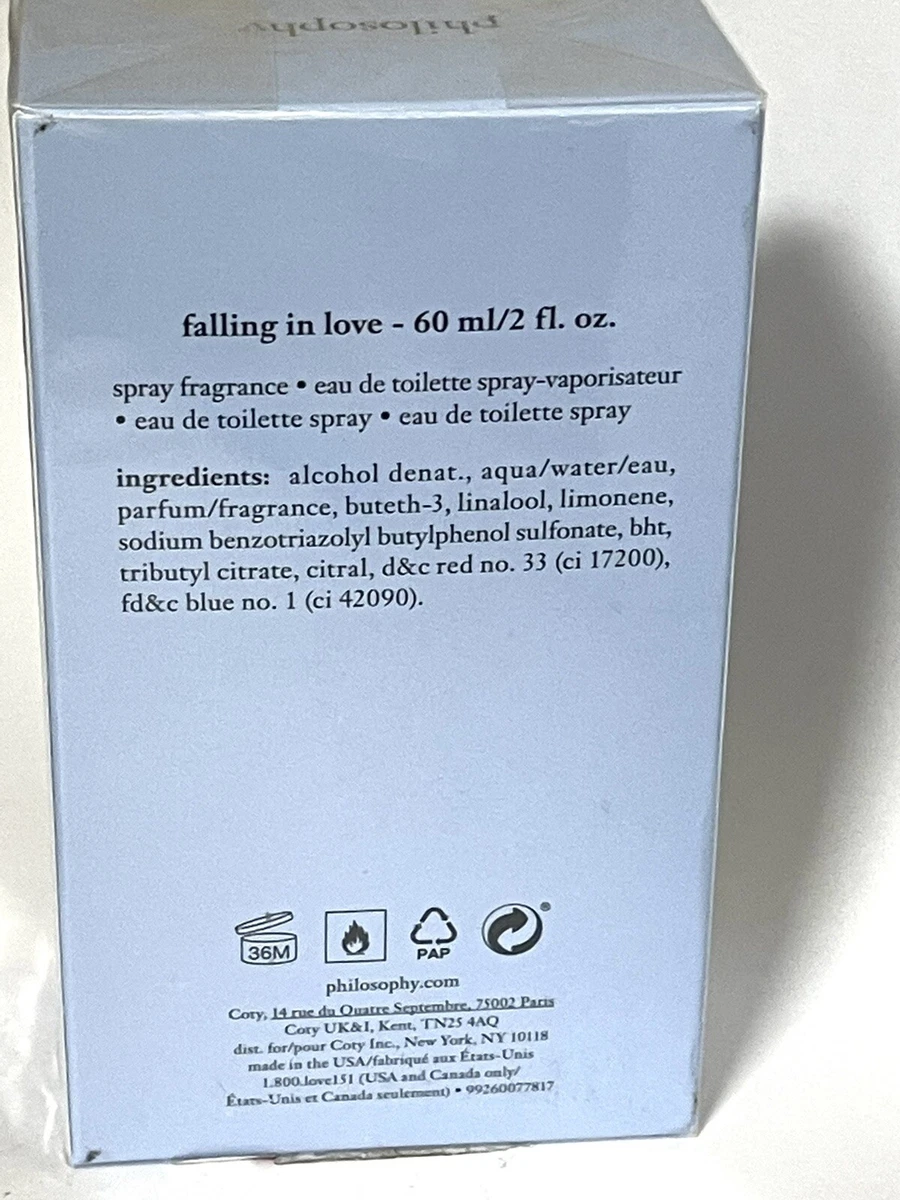 philosophy
falling in love - 60 ml/2 fl. oz.
spray fragrance • eau de toilette spray-vaporisateur
• eau de toilette spray • eau de toilette spray
ingredients: alcohol denat., aqua/water/eau,
parfum/fragrance, buteth-3, linalool, limonene,
sodium benzotriazolyl butylphenol sulfonate, bht,
tributyl citrate, citral, d&c red no. 33 (ci 17200),
fd&c blue no. 1 (ci 42090).
36M
PAP
®
philosophy.com
Coty, 14 rue du Quatre Septembre, 75002 Paris
Coty UK&I, Kent, TN25 4AQ
dist. for/pour Coty Inc., New York, NY 10118
made in the USA/fabriqué aux États-Unis
1.800.love151 (USA and Canada only/
États-Unis et Canada seulement) • 99260077817